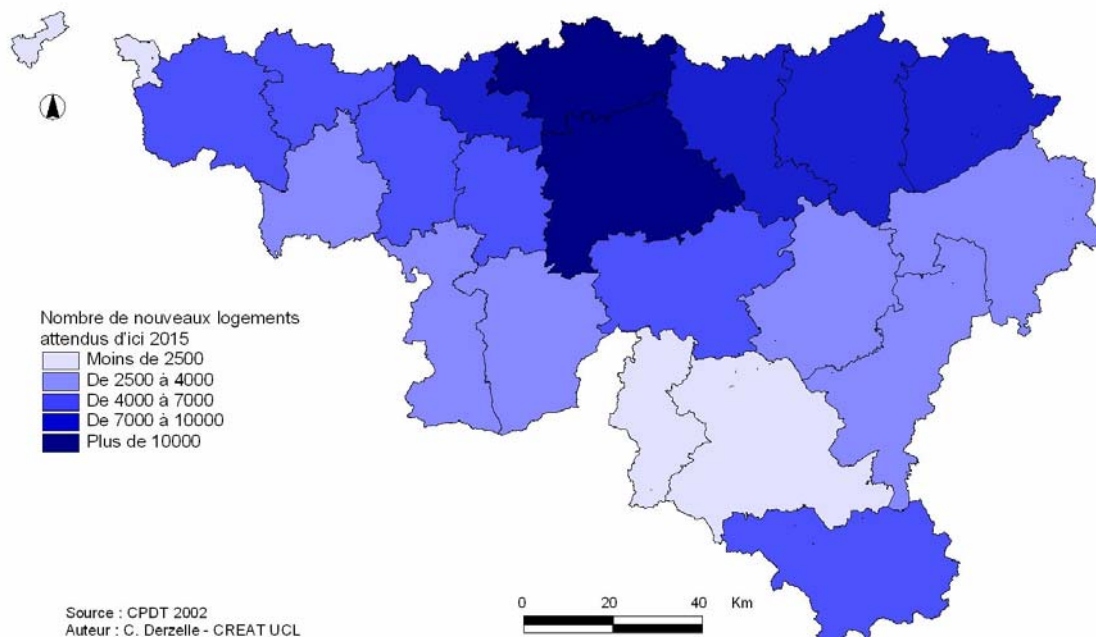 Nombre de nouveaux logements
attendus d'ici 2015
Moins de 2500
De 2500 à 4000
De 4000 à 7000
De 7000 à 10000
Plus de 10000
Source : CPDT 2002
Auteur : C. Derzelle - CREAT UCL
0 20 40 Km